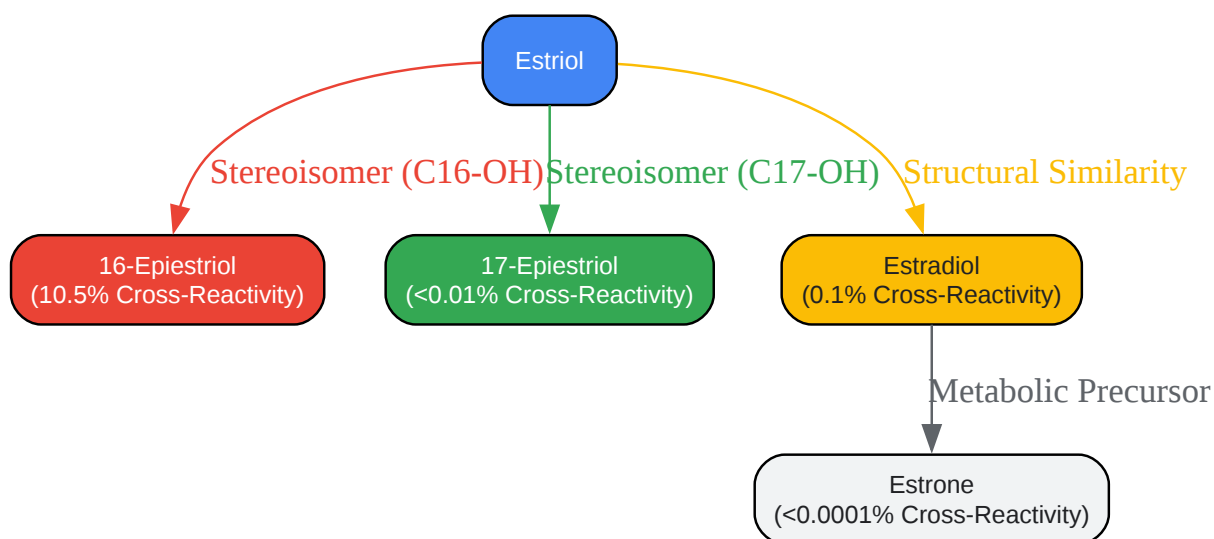 Estriol
Stereoisomer (C16-OH)
Stereoisomer (C17-OH)
Structural Similarity
16-Epiestriol
(10.5% Cross-Reactivity)
17-Epiestriol
(<0.01% Cross-Reactivity)
Estradiol
(0.1% Cross-Reactivity)
Metabolic Precursor
Estrone
(<0.0001% Cross-Reactivity)